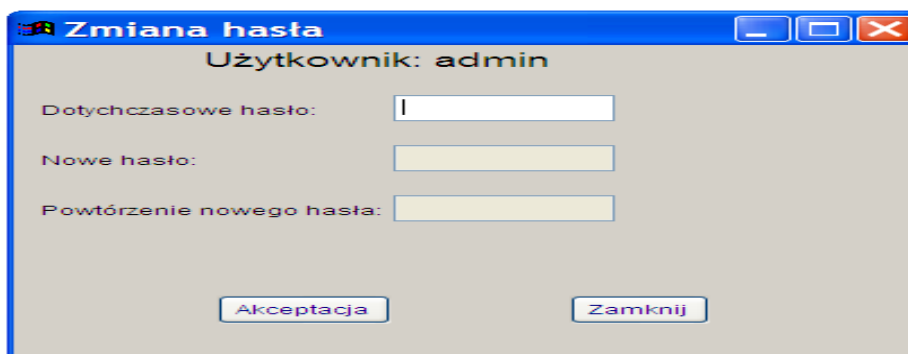 Zmiana hasła
Użytkownik: admin
Dotychczasowe hasło:
Nowe hasło:
Powtórzenie nowego hasła:
Akceptacja Zamknij